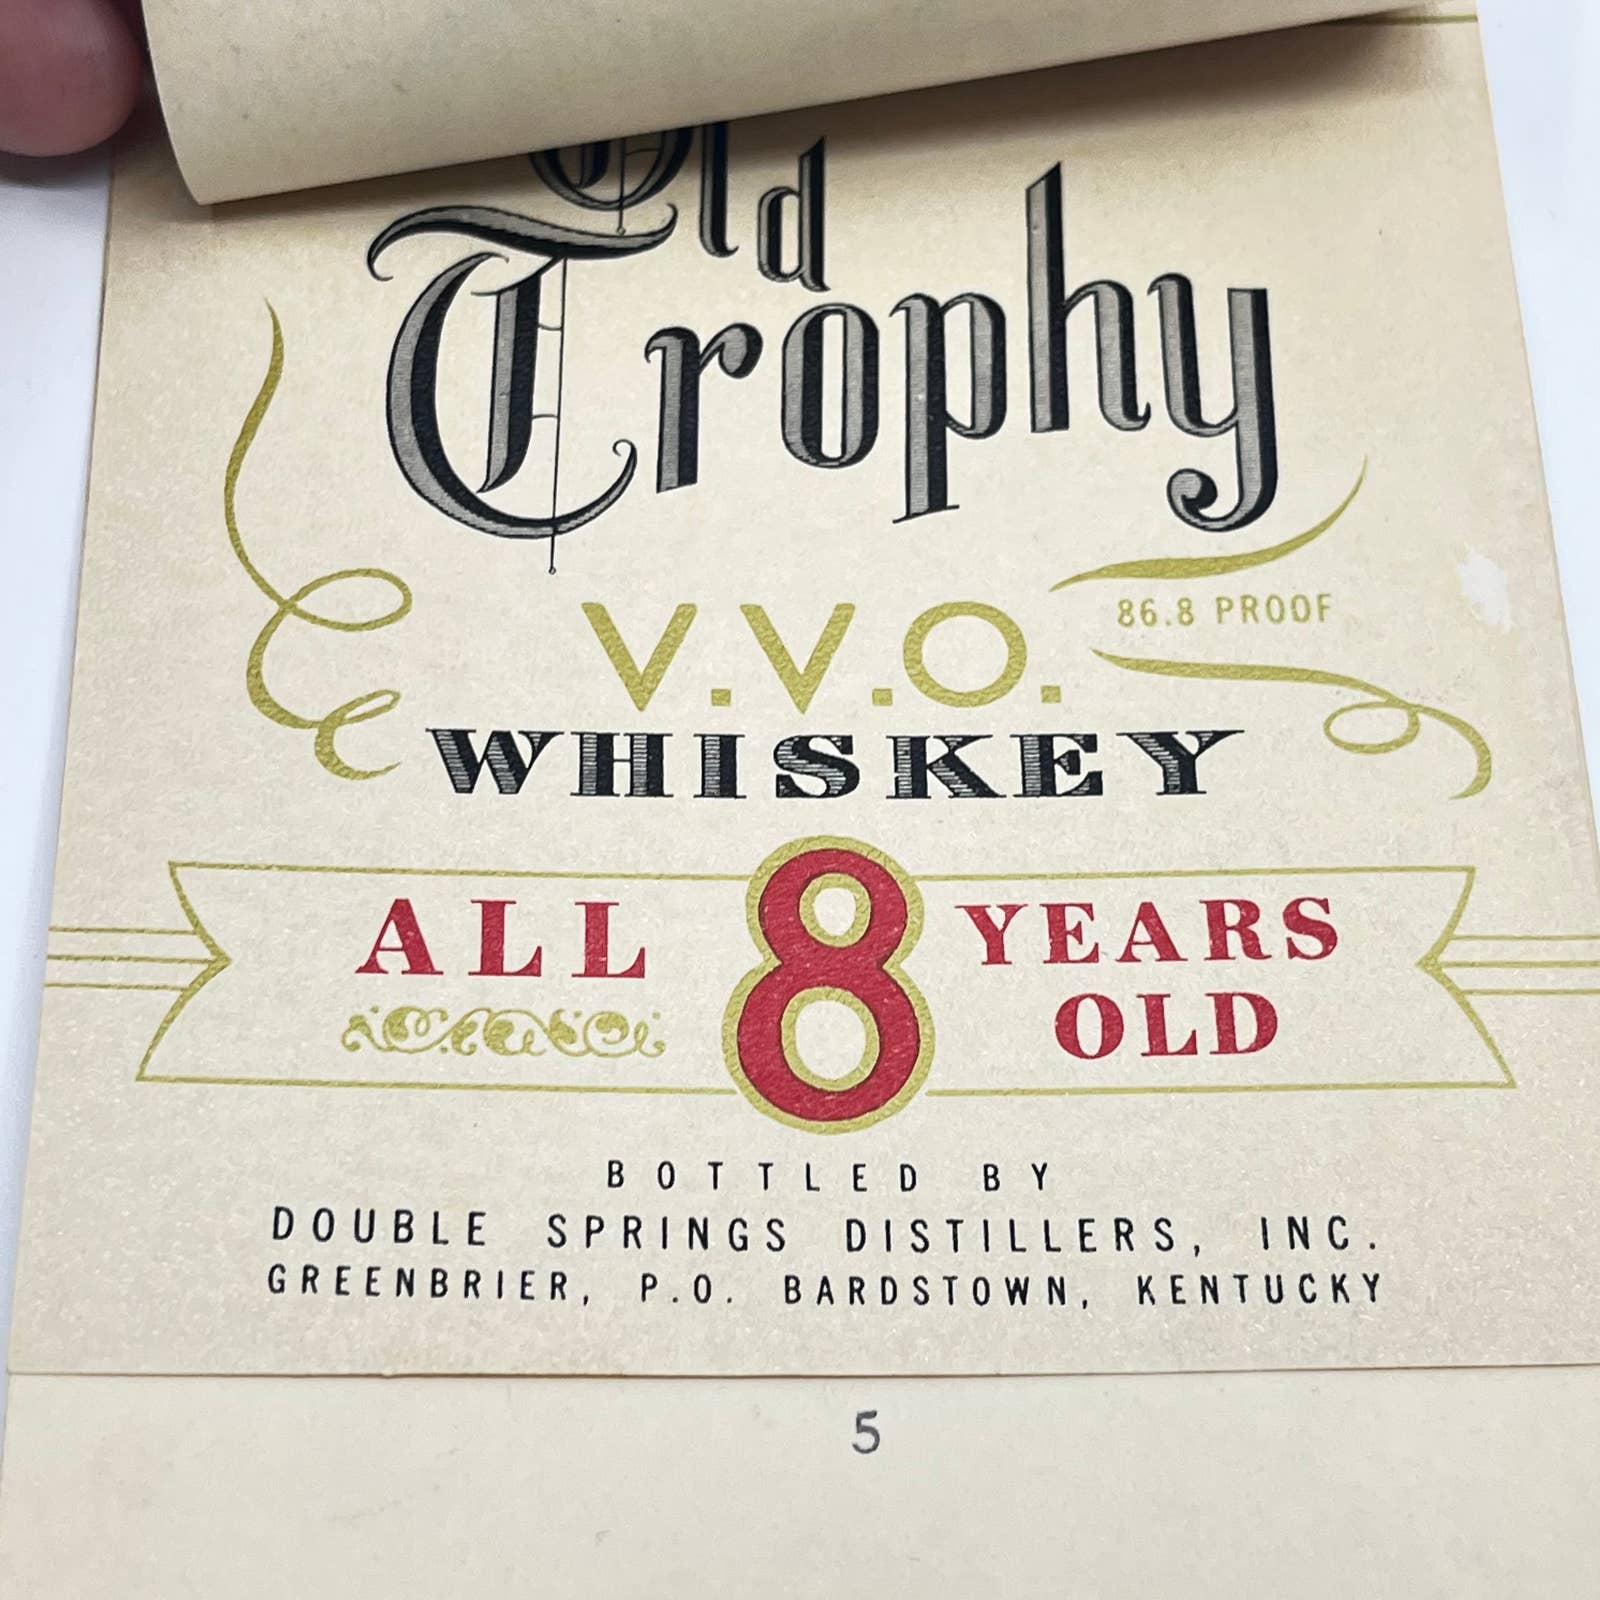 Old
Trophy
V.V.O.
86.8 PROOF
WHISKEY
ALL 8 YEARS
OLD
BOTTLED BY
DOUBLE SPRINGS DISTILLERS, INC.
GREENBRIER, P.O. BARDSTOWN, KENTUCKY
5